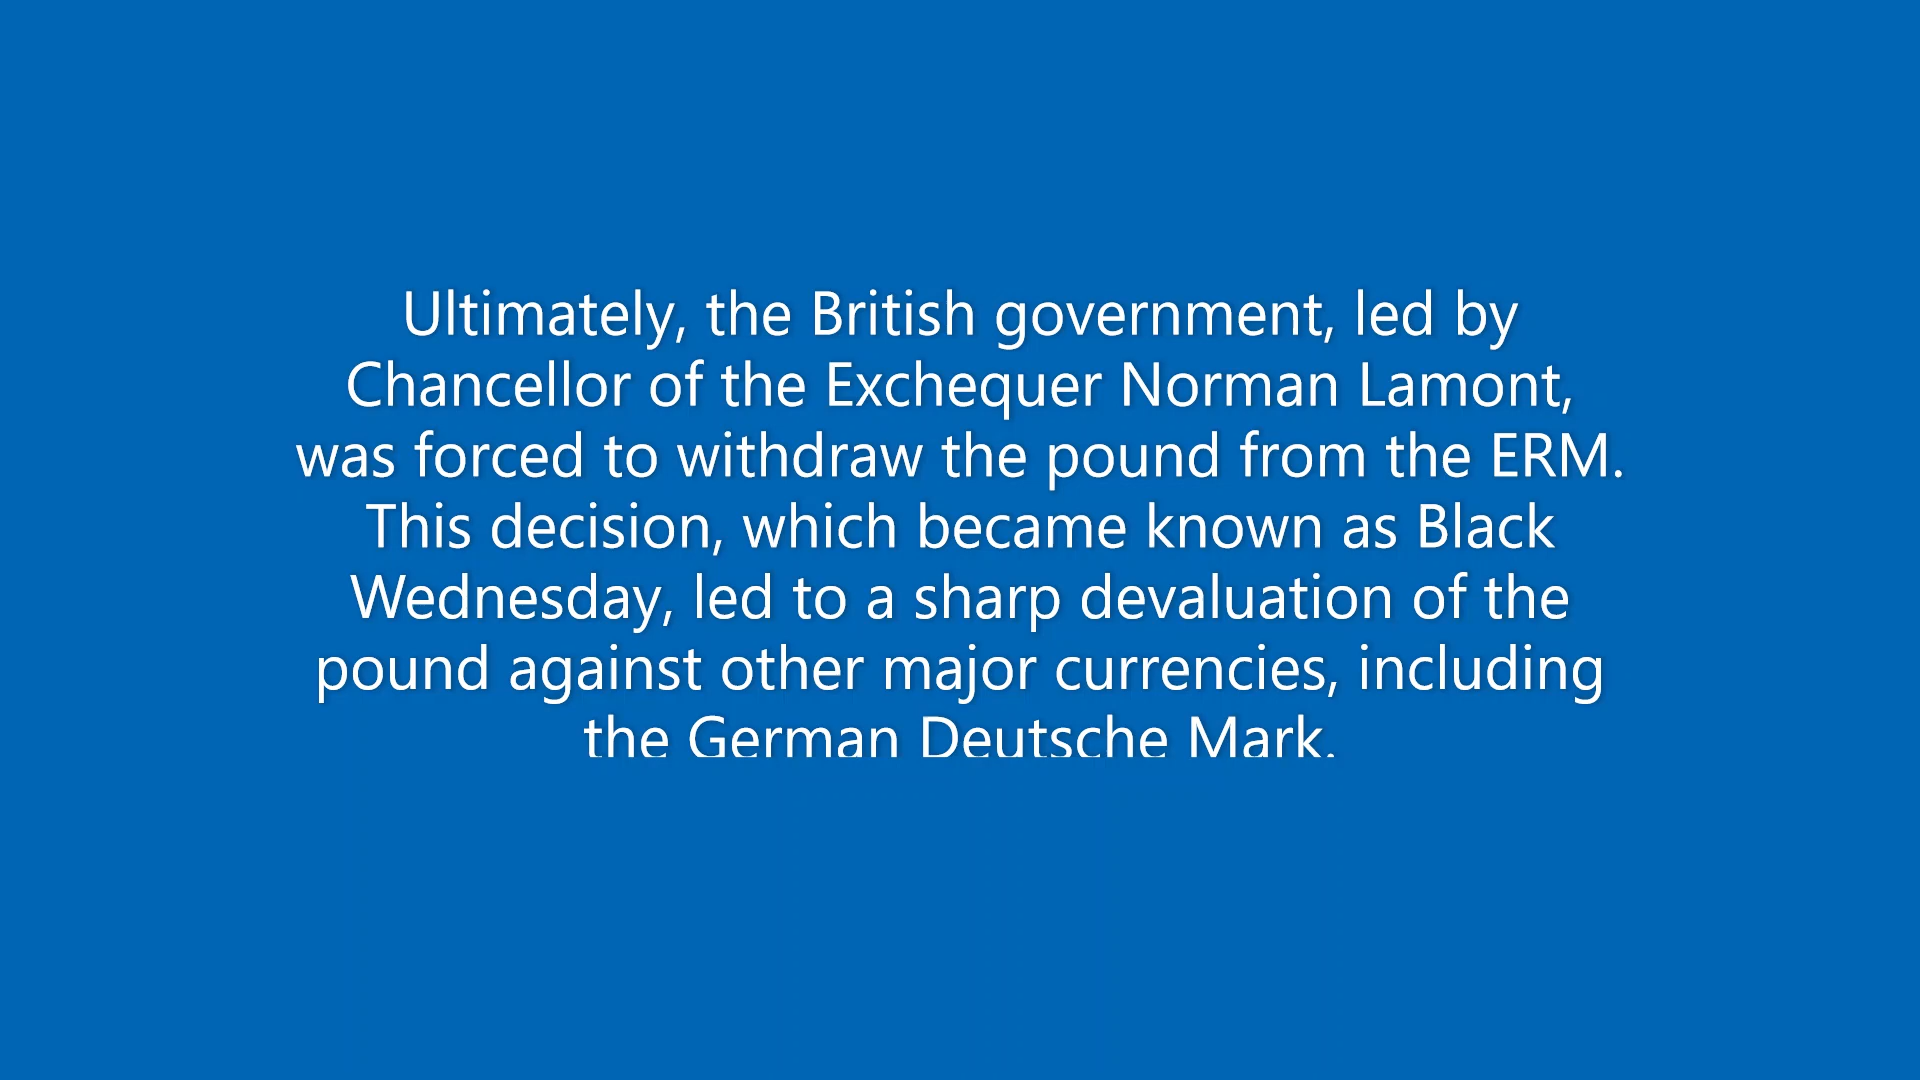 Ultimately, the British government, led by
Chancellor of the Exchequer Norman Lamont,
was forced to withdraw the pound from the ERM.
This decision, which became known as Black
Wednesday, led to a sharp devaluation of the
pound against other major currencies, including
the German Deutsche Mark.